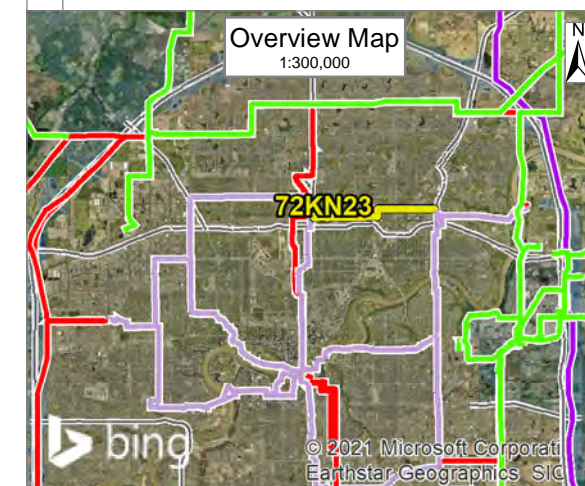 Overview Map
1:300,000
N
72KN23
bing
© 2021 Microsoft Corporati
Earthstar Geographics SIO